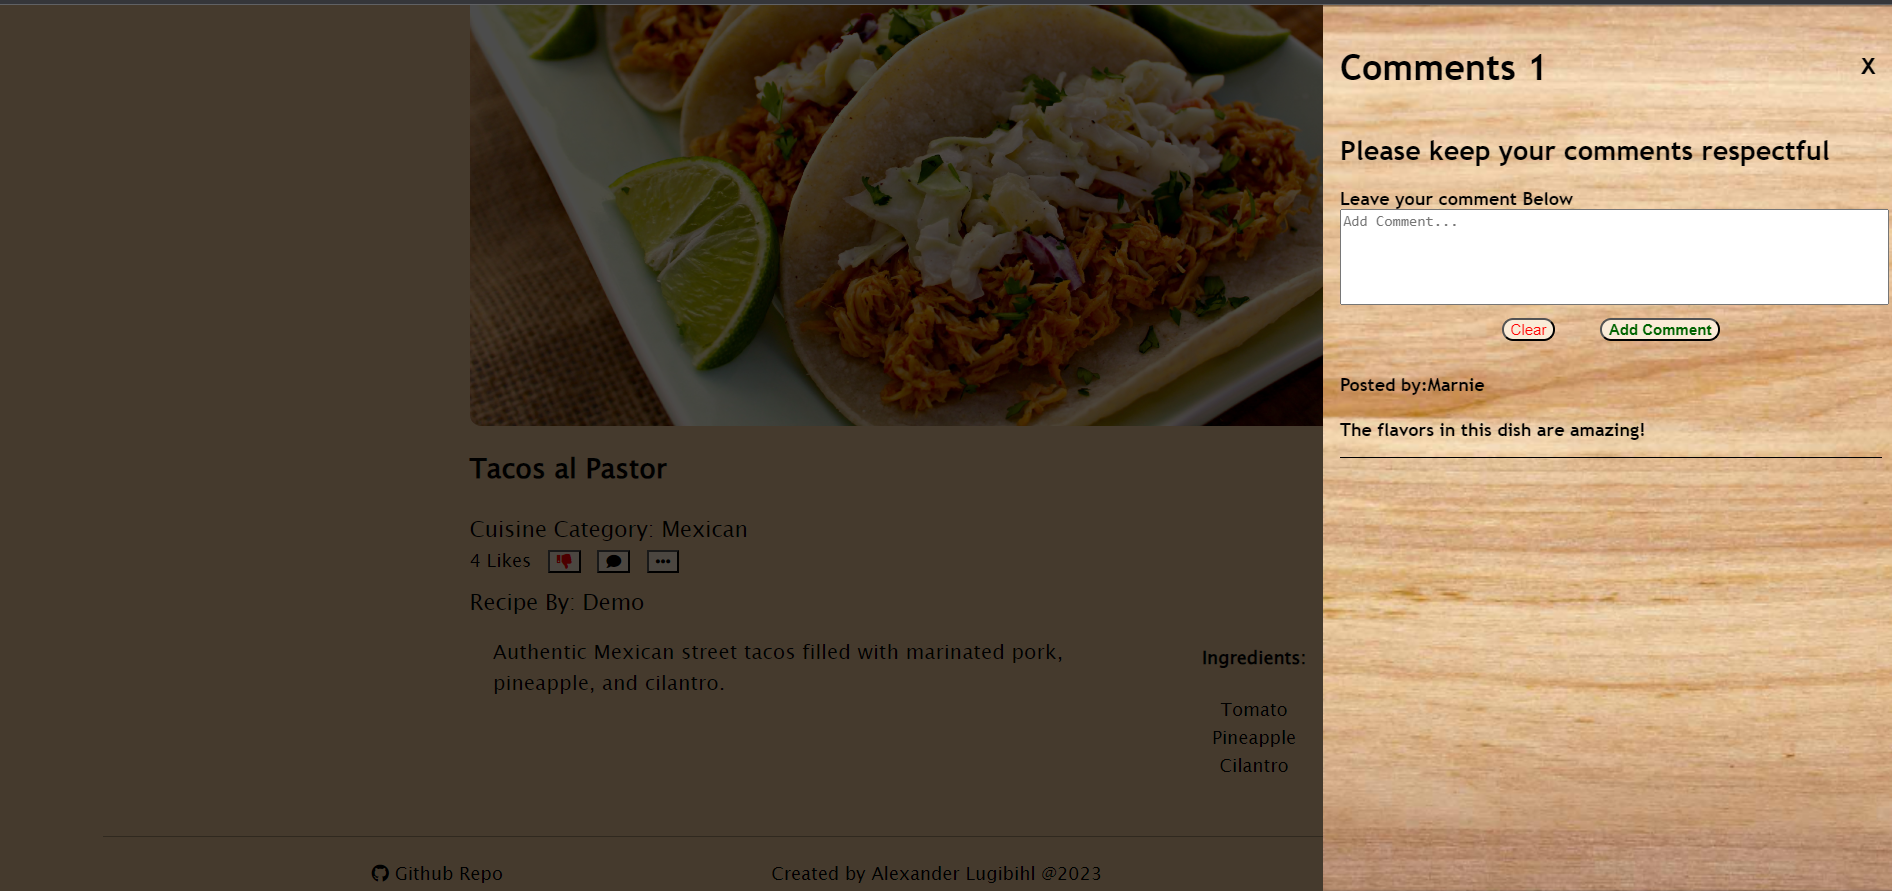 Comments 1
X
Please keep your comments respectful
Leave your comment Below
Add Comment...
Clear
Add Comment
Posted by:Marnie
The flavors in this dish are amazing!
Tacos al Pastor
Cuisine Category: Mexican
4 Likes
Recipe By: Demo
Authentic Mexican street tacos filled with marinated pork,
pineapple, and cilantro.
Ingredients:
Tomato
Pineapple
Cilantro
Github Repo
Created by Alexander Lugibihl @2023